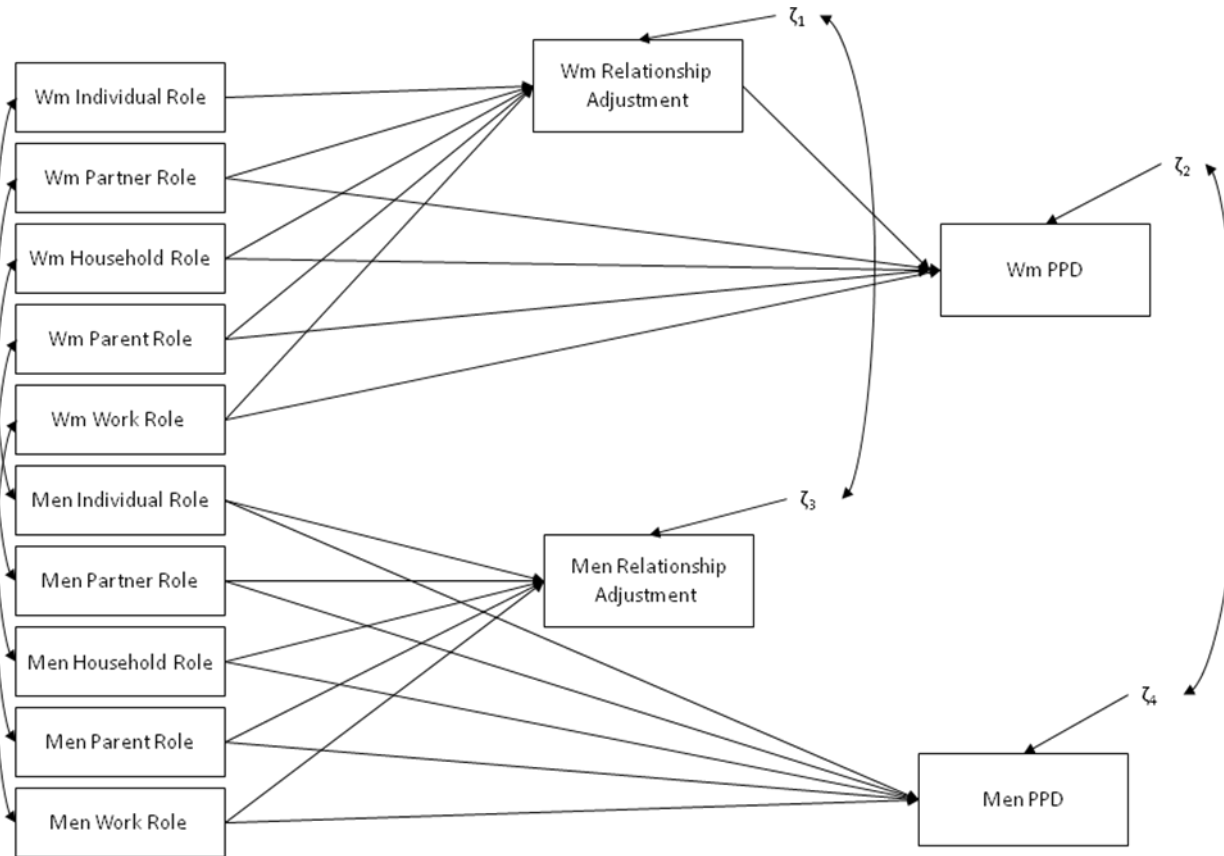 ζ1
Wm Relationship
Adjustment
Wm Individual Role
Wm Partner Role
ζ2
Wm Household Role
Wm PPD
Wm Parent Role
Wm Work Role
Men Individual Role
ζ3
Men Relationship
Adjustment
Men Partner Role
Men Household Role
ζ4
Men Parent Role
Men PPD
Men Work Role